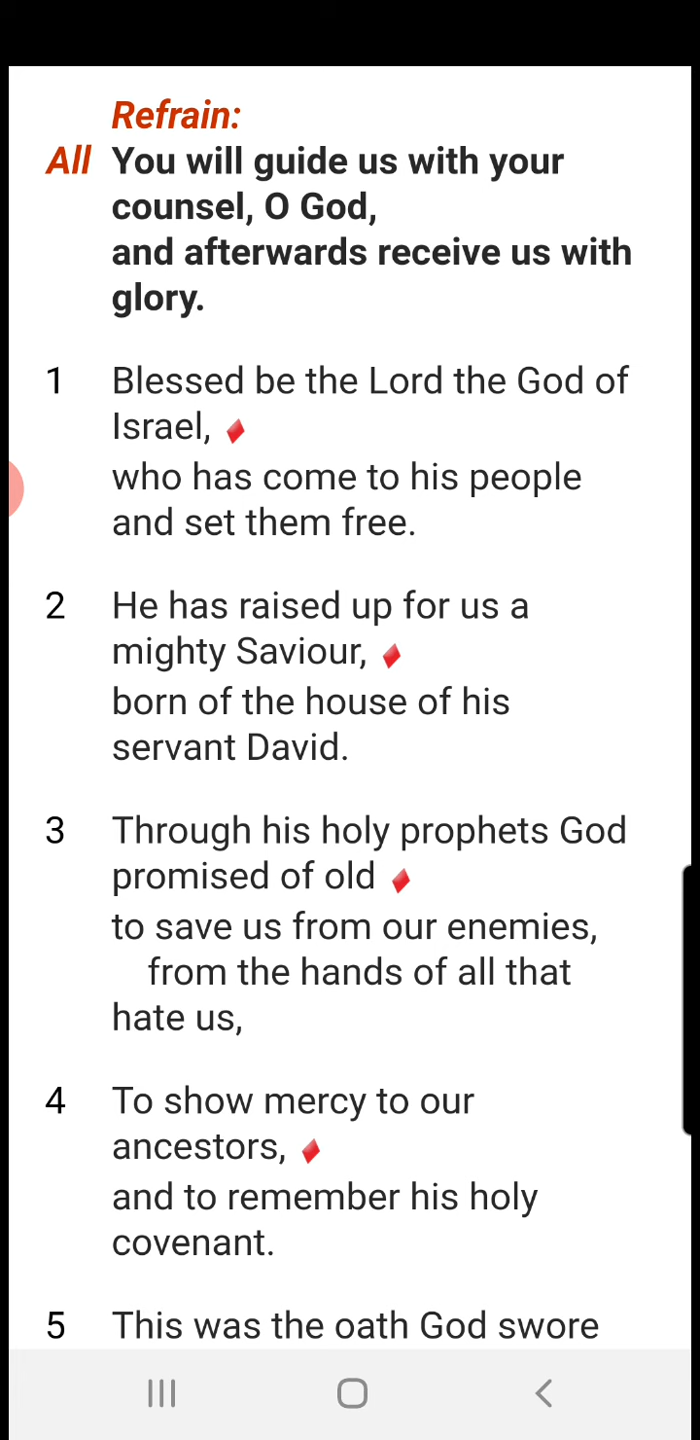 Refrain:
All You will guide us with your
counsel, O God,
and afterwards receive us with
glory.
1 Blessed be the Lord the God of
Israel, ♦
who has come to his people
and set them free.
2 He has raised up for us a
mighty Saviour, ♦
born of the house of his
servant David.
3 Through his holy prophets God
promised of old ♦
to save us from our enemies,
from the hands of all that
hate us,
4 To show mercy to our
ancestors, ♦
and to remember his holy
covenant.
5 This was the oath God swore